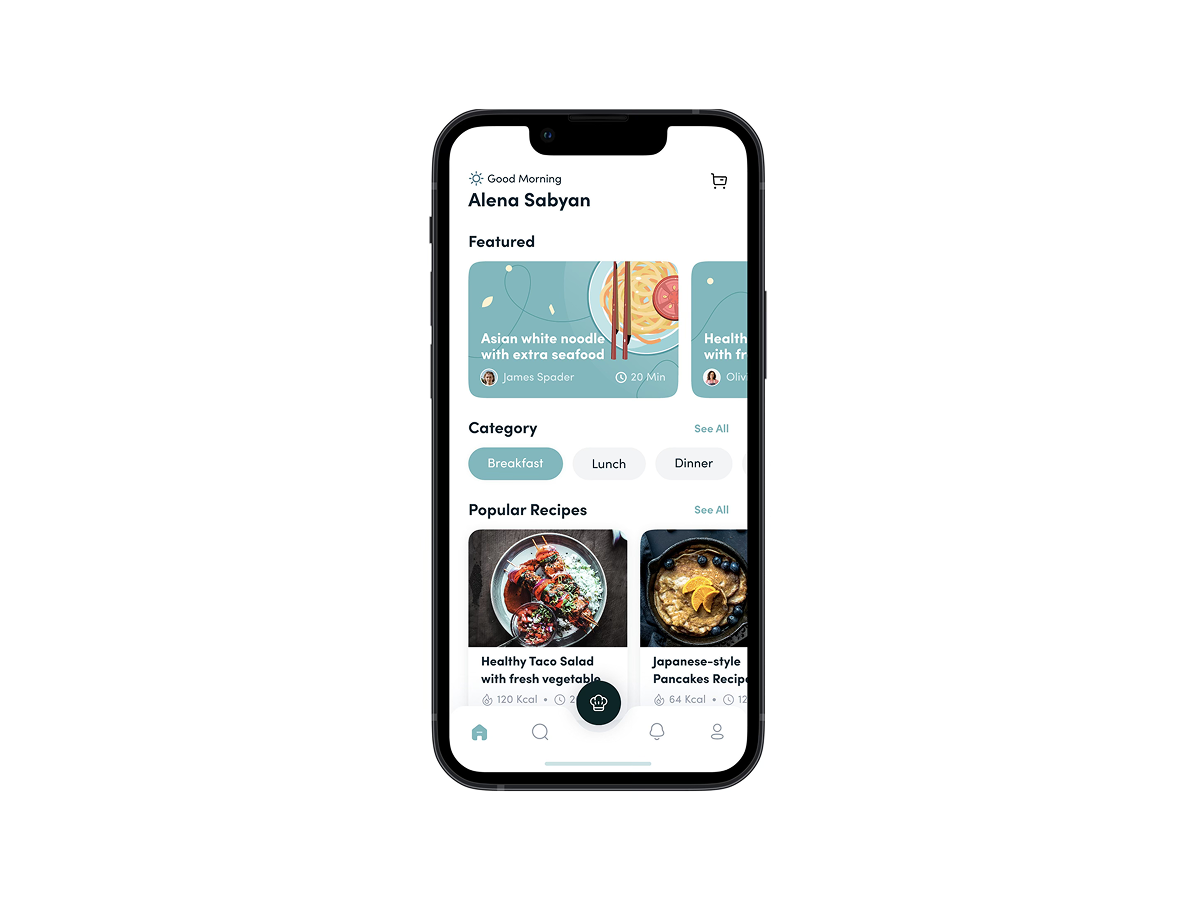 Good Morning
Alena Sabyan
Featured
Asian white noodle
with extra seafood
James Spader
20 Min
Health
with fr
Olivi
Category
See All
Breakfast
Lunch
Dinner
Popular Recipes
See All
Healthy Taco Salad
with fresh vegetable
120 Kcal • 2
Japanese-style
Pancakes Recipe
64 Kcal • 12